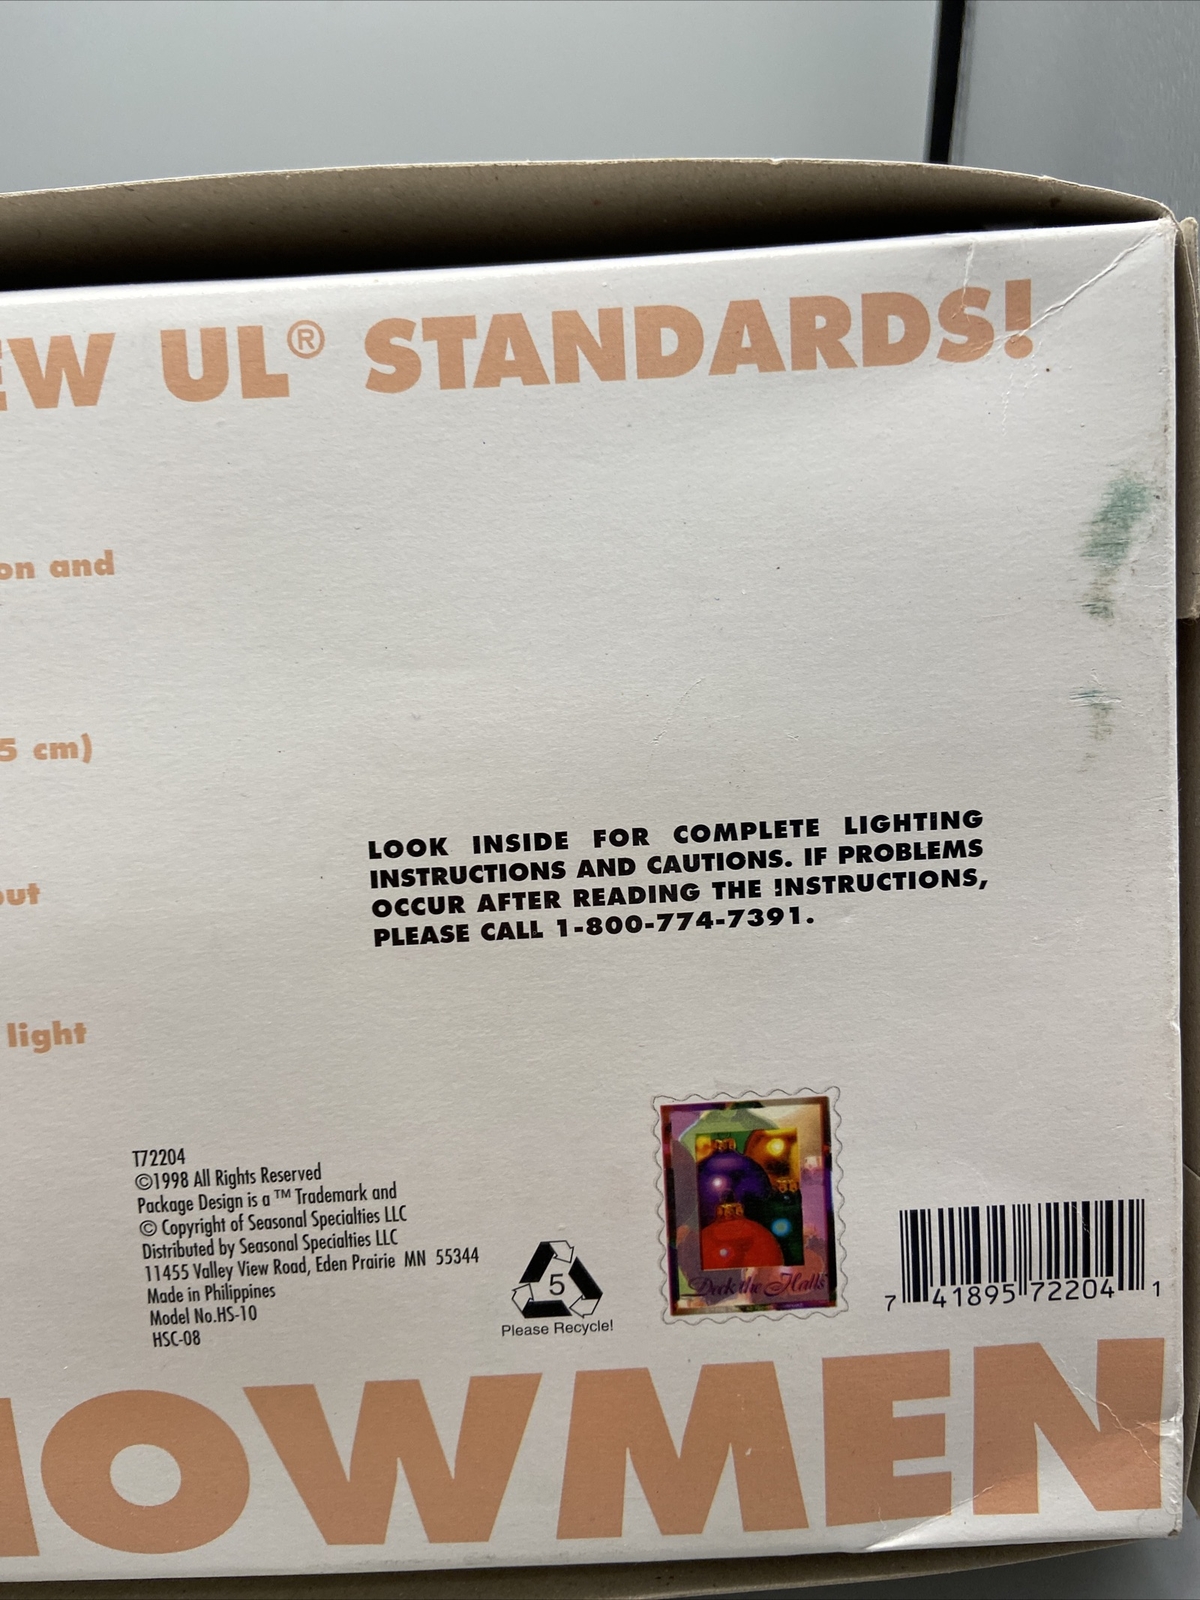 EW UL® STANDARDS!
on and
5 cm)
LOOK INSIDE FOR COMPLETE LIGHTING
INSTRUCTIONS AND CAUTIONS. IF PROBLEMS
OCCUR AFTER READING THE INSTRUCTIONS,
PLEASE CALL 1-800-774-7391.
out
light
T72204
©1998 All Rights Reserved
Package Design is a ™ Trademark and
© Copyright of Seasonal Specialties LLC
Distributed by Seasonal Specialties LLC
11455 Valley View Road, Eden Prairie MN 55344
Made in Philippines
Model No.HS-10
HSC-08
5
Please Recycle!
Deck the Halls
7 41895 72204 1
OWMEN